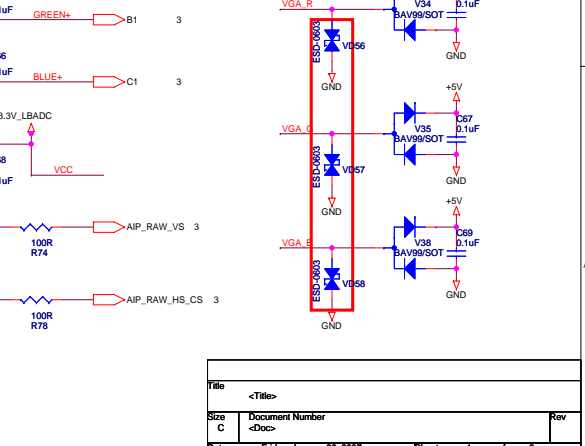 VGA_R
V34
0.1uF
1uF
GREEN+
B1
3
ESD-0603
VD56
BAV99/SOT
GND
GND
1uF
BLUE+
C1
3
+5V
3.3V_LBADC
C67
VGA_G
V35
0.1uF
BAV99/SOT
ESD-0603
VD57
VCC
1uF
GND
GND
+5V
AIP_RAW_VS 3
100R
R74
VGA_B
V38
C69
0.1uF
BAV99/SOT
ESD-0603
VD58
GND
AIP_RAW_HS_CS 3
100R
R78
GND
Title
<Title>
Size
Document Number
Rev
C
<Doc>